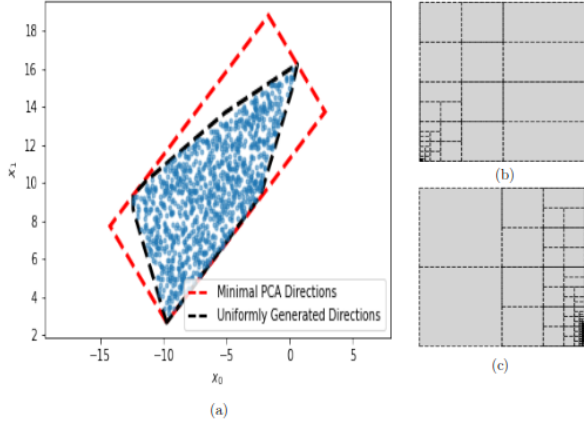 18
16
14
12
10
8
6
4
2
x₁
−15
−10
−5
0
5
x₀
Minimal PCA Directions
Uniformly Generated Directions
(a)
(b)
(c)